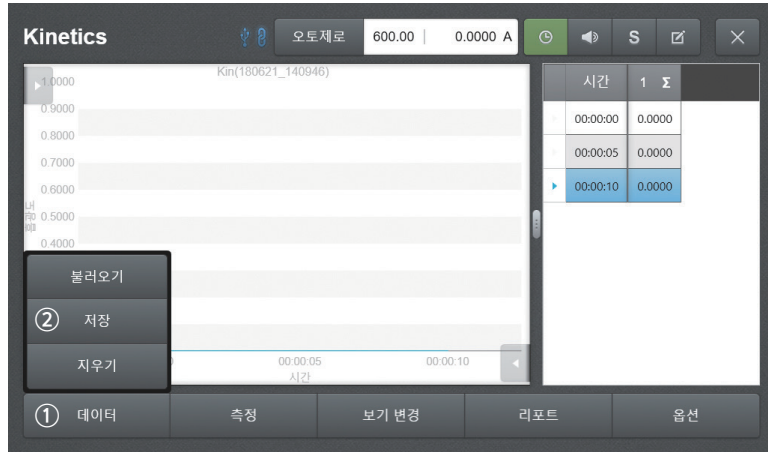 Kinetics
오토제로
600.00 | 0.0000 A
S
Kin(180621_140946)
1.0000
0.9000
0.8000
0.7000
0.6000
0.5000
0.4000
흡광도
00:00:05
00:00:10
시간
시간 1 Σ
00:00:00 0.0000
00:00:05 0.0000
00:00:10 0.0000
불러오기
② 저장
지우기
① 데이터
측정
보기 변경
리포트
옵션